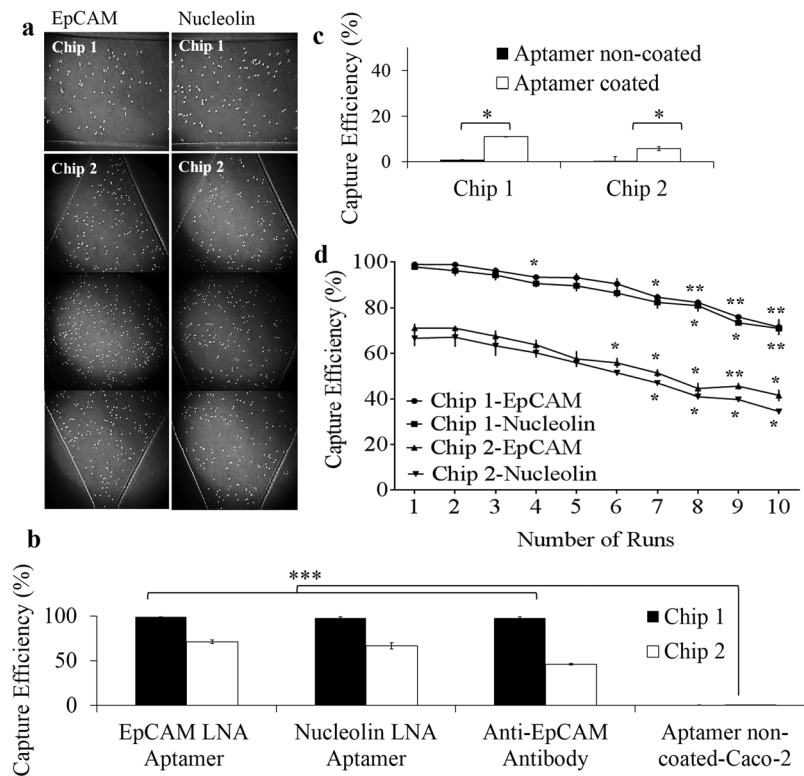 a
EpCAM
Nucleolin
Chip 1
Chip 1
Chip 2
Chip 2
c
Capture Efficiency (%)
40
20
0
Aptamer non-coated
Aptamer coated
*
*
Chip 1
Chip 2
d
Capture Efficiency (%)
100
80
60
40
20
0
*
*
**
**
**
*
*
**
*
*
*
**
*
*
*
*
*
Chip 1-EpCAM
Chip 1-Nucleolin
Chip 2-EpCAM
Chip 2-Nucleolin
1 2 3 4 5 6 7 8 9 10
Number of Runs
b
Capture Efficiency (%)
100
50
0
***
Chip 1
Chip 2
EpCAM LNA
Aptamer
Nucleolin LNA
Aptamer
Anti-EpCAM
Antibody
Aptamer non-
coated-Caco-2